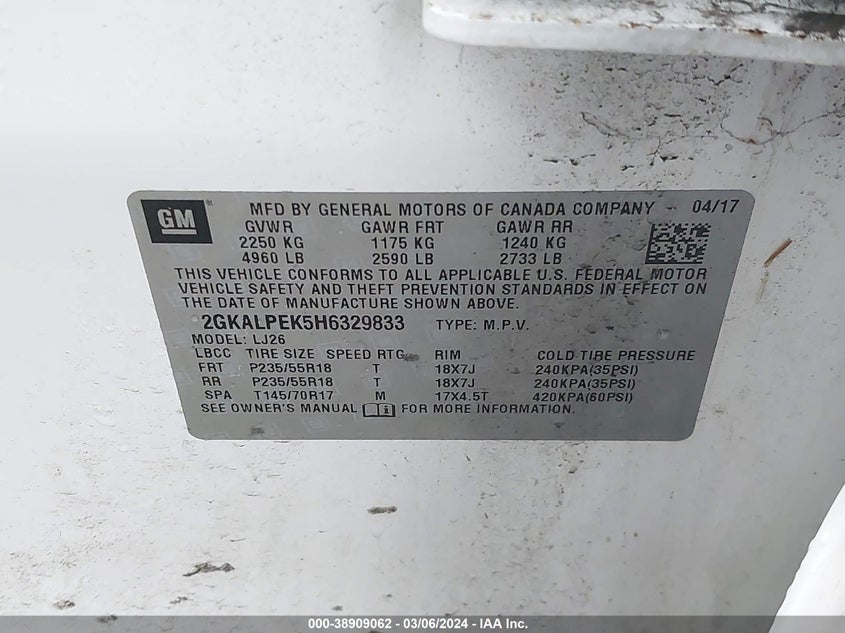 GM ® MFD BY GENERAL MOTORS OF CANADA COMPANY 04/17
GVWR GAWR FRT GAWR RR
2250 KG 1175 KG 1240 KG
4960 LB 2590 LB 2733 LB
THIS VEHICLE CONFORMS TO ALL APPLICABLE U.S. FEDERAL MOTOR
VEHICLE SAFETY AND THEFT PREVENTION STANDARDS IN EFFECT ON
THE DATE OF MANUFACTURE SHOWN ABOVE.
2GKALPEK5H6329833 TYPE: M.P.V.
MODEL: LJ26
LBCC TIRE SIZE SPEED RTG RIM COLD TIRE PRESSURE
FRT P235/55R18 T 18X7J 240KPA(35PSI)
RR P235/55R18 T 18X7J 240KPA(35PSI)
SPA T145/70R17 M 17X4.5T 420KPA(60PSI)
SEE OWNER'S MANUAL FOR MORE INFORMATION.
000-38909062 - 03/06/2024 - IAA Inc.